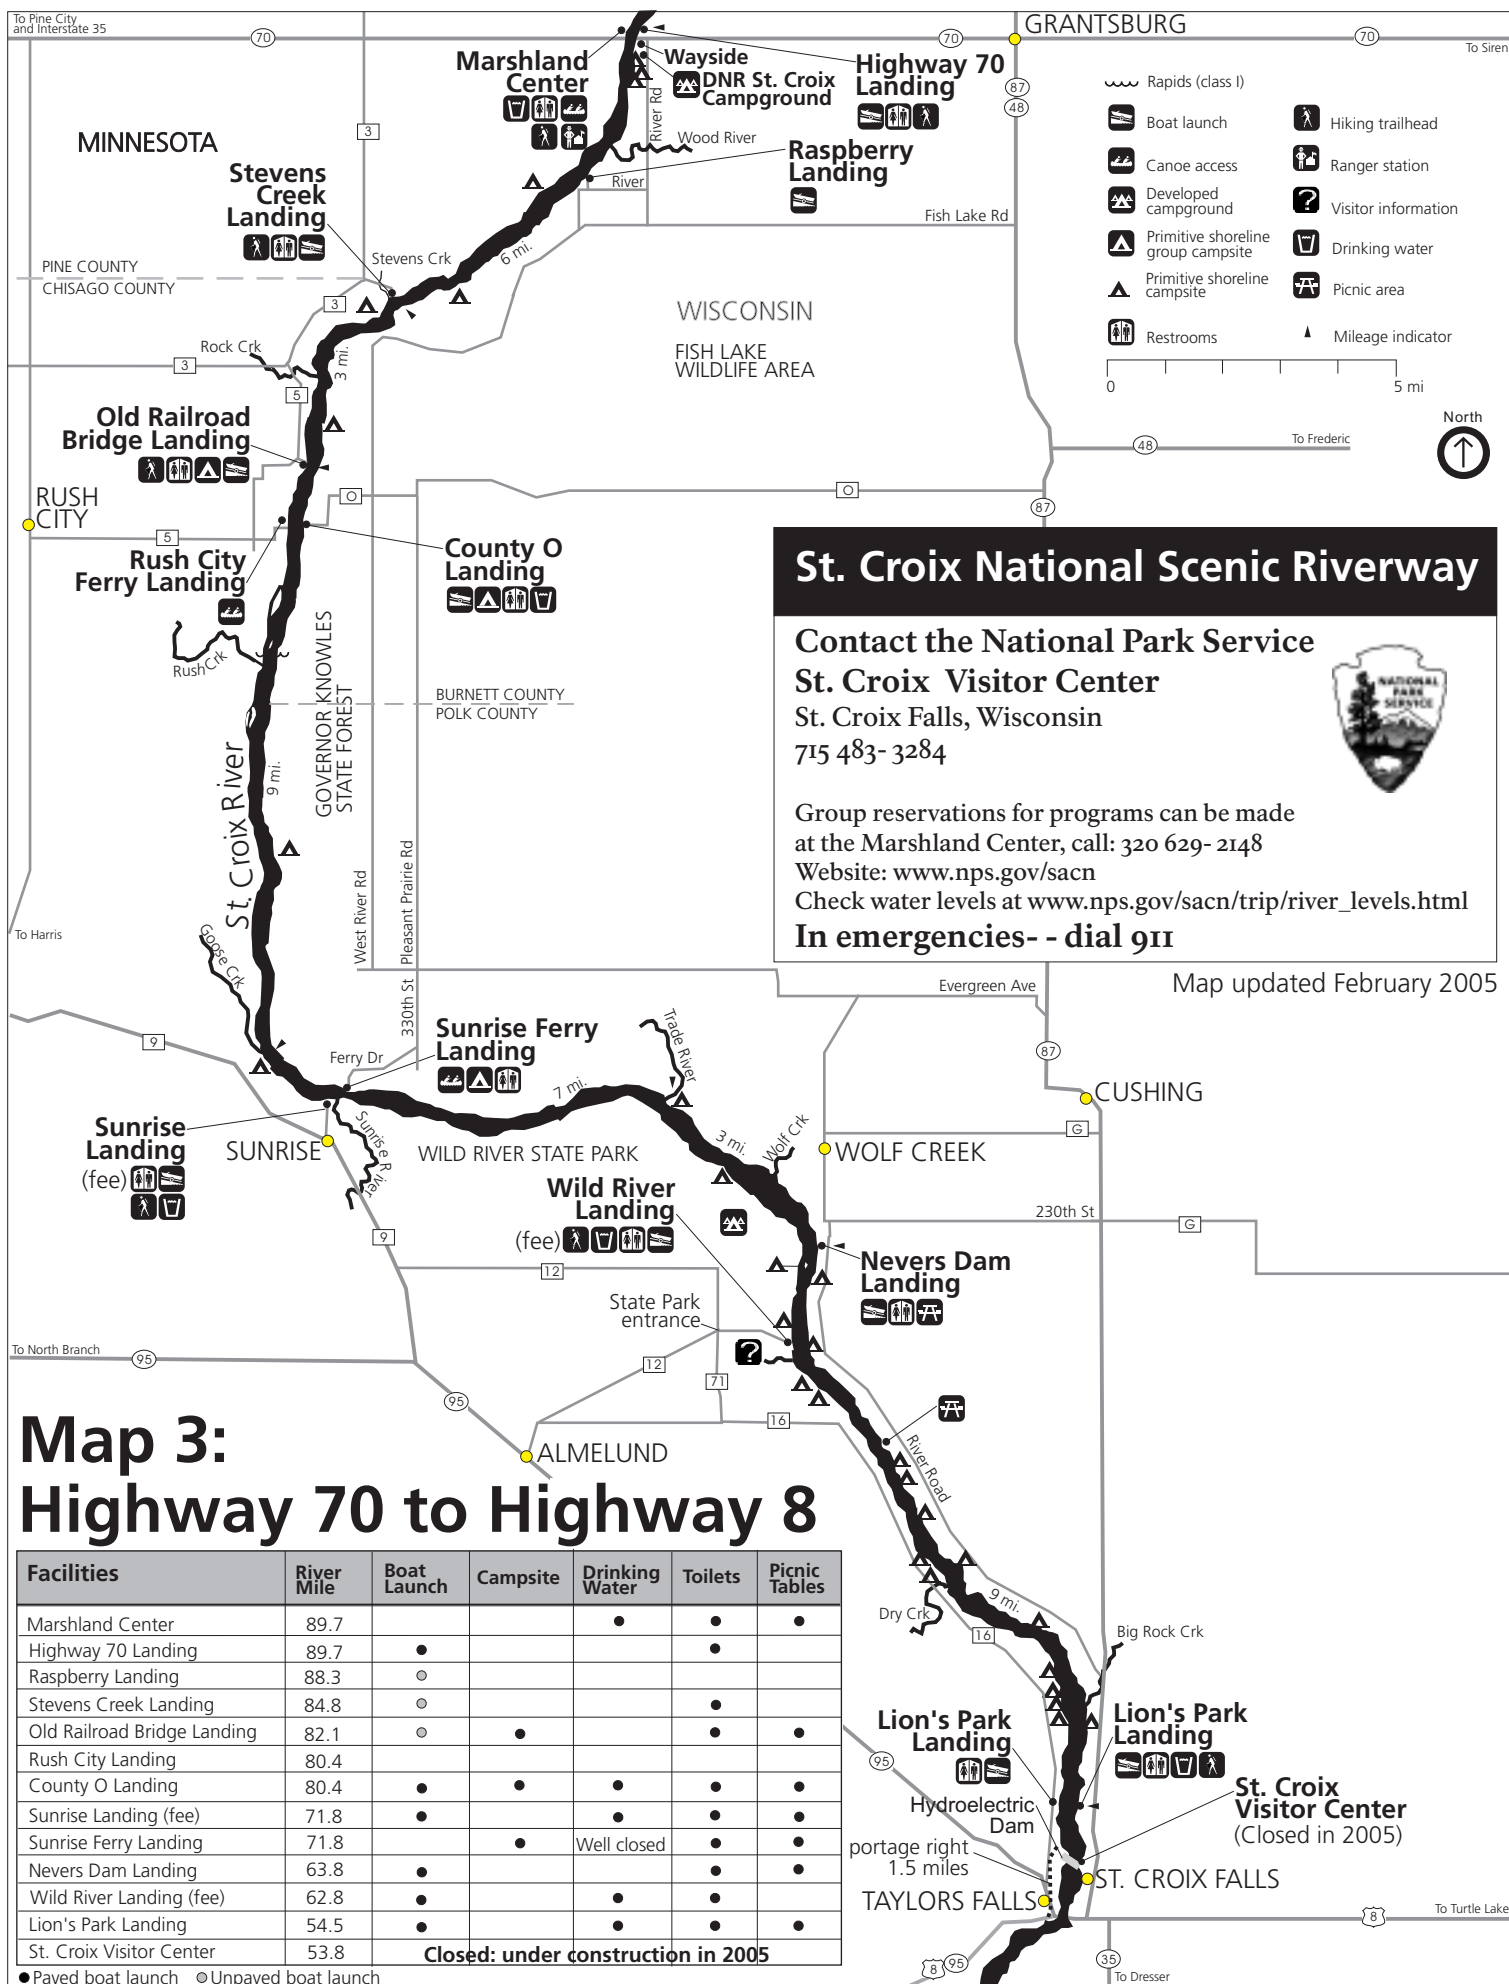 To Pine City
and Interstate 35
70
70
GRANTSBURG
70
To Siren
Marshland
Center
Wayside
DNR St. Croix
Campground
Highway 70
Landing
87
48
River Rd
Wood River
MINNESOTA
3
Raspberry
Landing
Stevens
Creek
Landing
River
Fish Lake Rd
6 mi.
Stevens Crk
PINE COUNTY
CHISAGO COUNTY
3
WISCONSIN
FISH LAKE
WILDLIFE AREA
Rapids (class I)
Boat launch
Canoe access
Developed
campground
Primitive shoreline
group campsite
Primitive shoreline
campsite
Restrooms
Hiking trailhead
Ranger station
?
Visitor information
Drinking water
Picnic area
Mileage indicator
0
5 mi
North
Rock Crk
3
3 mi.
5
Old Railroad
Bridge Landing
48
To Frederic
RUSH
CITY
O
O
87
5
Rush City
Ferry Landing
County O
Landing
Rush Crk
GOVERNOR KNOWLES
STATE FOREST
BURNETT COUNTY
POLK COUNTY
St. Croix River
9 mi.
West River Rd
Pleasant Prairie Rd
330th St
To Harris
Goose Crk
St. Croix National Scenic Riverway
Contact the National Park Service
St. Croix Visitor Center
St. Croix Falls, Wisconsin
715 483- 3284
NATIONAL
PARK
SERVICE
Group reservations for programs can be made
at the Marshland Center, call: 320 629- 2148
Website: www.nps.gov/sacn
Check water levels at www.nps.gov/sacn/trip/river_levels.html
In emergencies- - dial 911
Map updated February 2005
Evergreen Ave
9
Ferry Dr
Sunrise Ferry
Landing
Trade River
87
CUSHING
7 mi.
Sunrise
Landing
(fee)
SUNRISE
Sunrise River
WILD RIVER STATE PARK
3 mi.
Wolf Crk
WOLF CREEK
G
Wild River
Landing
(fee)
230th St
G
9
12
Nevers Dam
Landing
State Park
entrance
?
To North Branch
95
12
71
95
16
ALMELUND
River Road
Map 3:
Highway 70 to Highway 8
Facilities River Mile Boat Launch Campsite Drinking Water Toilets Picnic Tables
Marshland Center 89.7 ● ● ●
Highway 70 Landing 89.7 ● ●
Raspberry Landing 88.3 ●
Stevens Creek Landing 84.8 ● ●
Old Railroad Bridge Landing 82.1 ● ● ● ●
Rush City Landing 80.4
County O Landing 80.4 ● ● ● ● ●
Sunrise Landing (fee) 71.8 ● ● ● ●
Sunrise Ferry Landing 71.8 ● Well closed ● ●
Nevers Dam Landing 63.8 ● ● ●
Wild River Landing (fee) 62.8 ● ● ●
Lion's Park Landing 54.5 ● ● ● ●
St. Croix Visitor Center 53.8 Closed: under construction in 2005
● Paved boat launch ● Unpaved boat launch
Dry Crk
9 mi.
16
Big Rock Crk
Lion's Park
Landing
Lion's Park
Landing
95
Hydroelectric
Dam
St. Croix
Visitor Center
(Closed in 2005)
portage right
1.5 miles
TAYLORS FALLS
ST. CROIX FALLS
8
To Turtle Lake
8
95
35
To Dresser